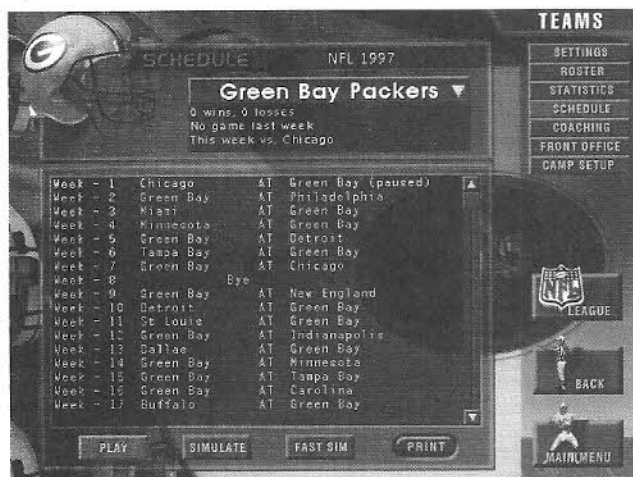 TEAMS
SCHEDULE NFL 1997
Green Bay Packers
0 wins, 0 losses
No game last week
This week vs. Chicago
SETTINGS
ROSTER
STATISTICS
SCHEDULE
COACHING
FRONT OFFICE
CAMP SETUP
Week - 1 Chicago AT Green Bay (paused)
Week - 2 Green Bay AT Philadelphia
Week - 3 Miami AT Green Bay
Week - 4 Minnesota AT Green Bay
Week - 5 Green Bay AT Detroit
Week - 6 Tampa Bay AT Green Bay
Week - 7 Green Bay AT Chicago
Week - 8 Bye
Week - 9 Green Bay AT New England
Week - 10 Detroit AT Green Bay
Week - 11 St Louis AT Green Bay
Week - 12 Green Bay AT Indianapolis
Week - 13 Dallas AT Green Bay
Week - 14 Green Bay AT Minnesota
Week - 15 Green Bay AT Tampa Bay
Week - 16 Green Bay AT Carolina
Week - 17 Buffalo AT Green Bay
NFL
LEAGUE
BACK
MAIN MENU
PLAY SIMULATE FAST SIM PRINT
G